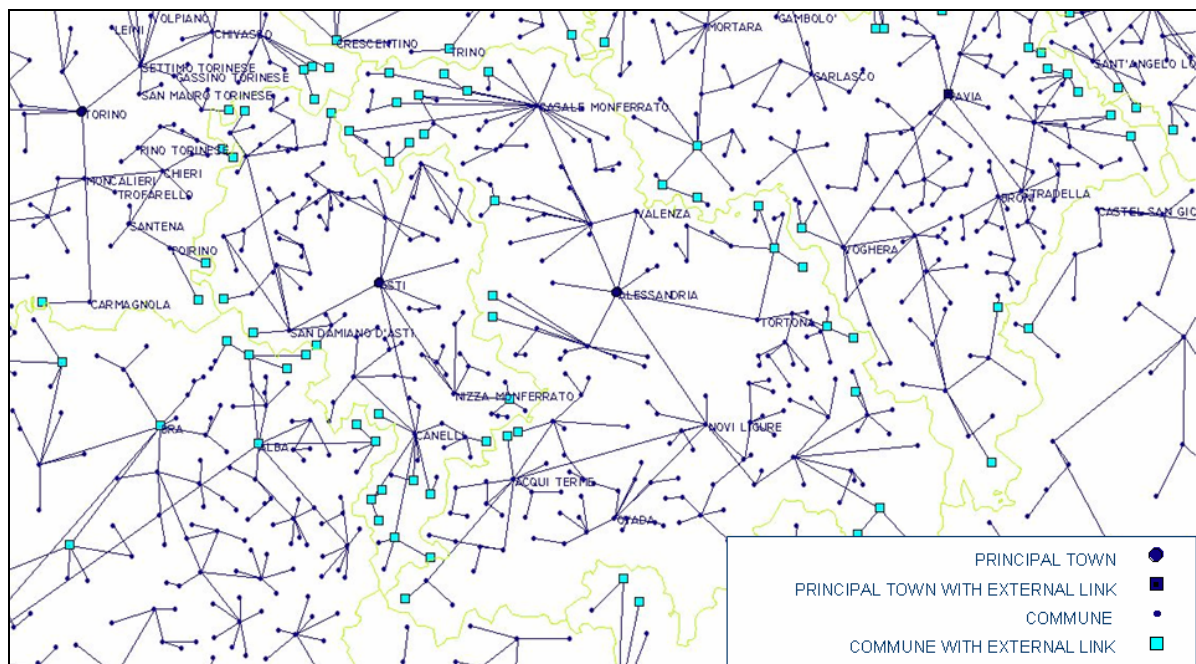 VOLPIANO
GAMBOLO'
LEINI
CHIVASSO
MORTARA
CRESCENTINO
TRINO
SANT'ANGELO LO
SETTIMO TORINESE
GASSINO TORINESE
GARLASCO
SAN MAURO TORINESE
PAVIA
CASALE MONFERRATO
TORINO
PINO TORINESE
CHIERI
MONCALIERI
TROFARELLO
STRADELLA
BRONI
VALENZA
CASTEL SAN GIO
SANTENA
POIRINO
VOGHERA
ASTI
ALESSANDRIA
CARMAGNOLA
TORTONA
SAN DAMIANO D'ASTI
NIZZA MONFERRATO
BRA
NOVI LIGURE
CANELLI
ALBA
ACQUI TERME
OVADA
PRINCIPAL TOWN
PRINCIPAL TOWN WITH EXTERNAL LINK
COMMUNE
COMMUNE WITH EXTERNAL LINK